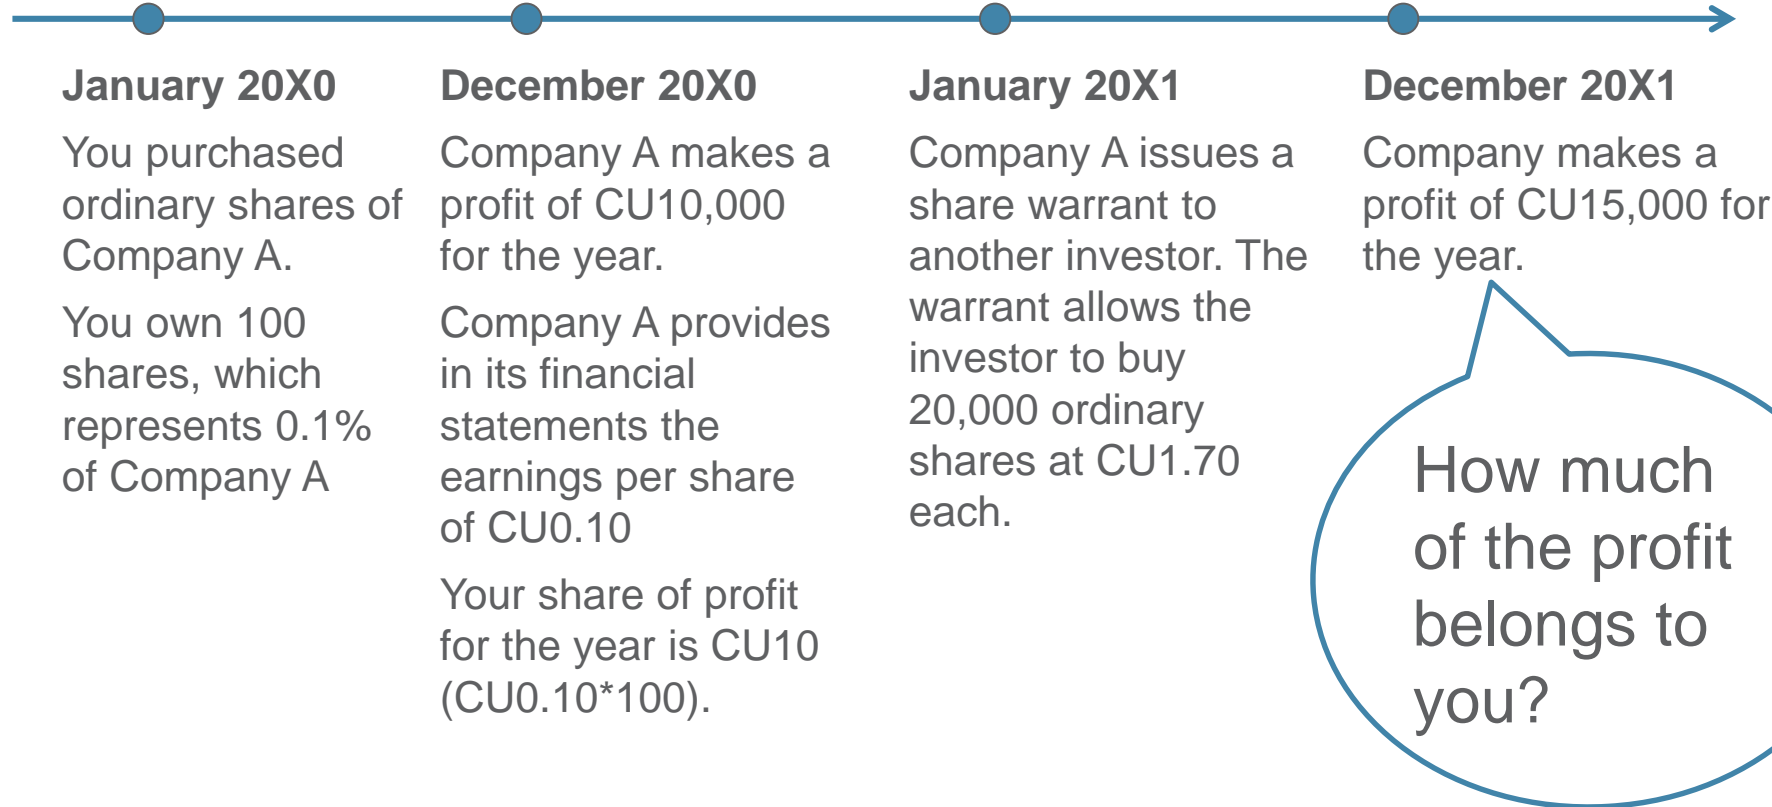 January 20X0
You purchased
ordinary shares of
Company A.
You own 100
shares, which
represents 0.1%
of Company A
December 20X0
Company A makes a
profit of CU10,000
for the year.
Company A provides
in its financial
statements the
earnings per share
of CU0.10
Your share of profit
for the year is CU10
(CU0.10*100).
January 20X1
Company A issues a
share warrant to
another investor. The
warrant allows the
investor to buy
20,000 ordinary
shares at CU1.70
each.
December 20X1
Company makes a
profit of CU15,000 for
the year.
How much
of the profit
belongs to
you?